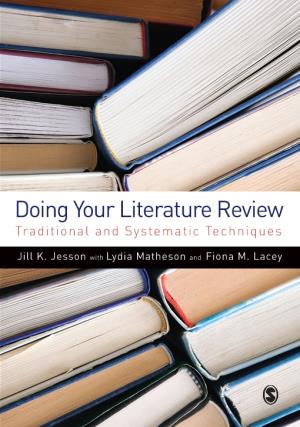 Doing Your Literature Review
Traditional and Systematic Techniques
Jill K. Jesson with Lydia Matheson and Fiona M. Lacey